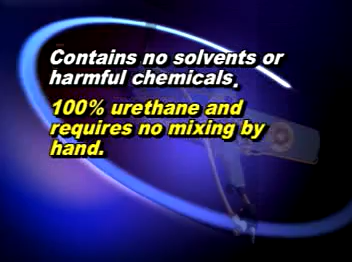 Contains no solvents or
harmful chemicals.
100% urethane and
requires no mixing by
hand.